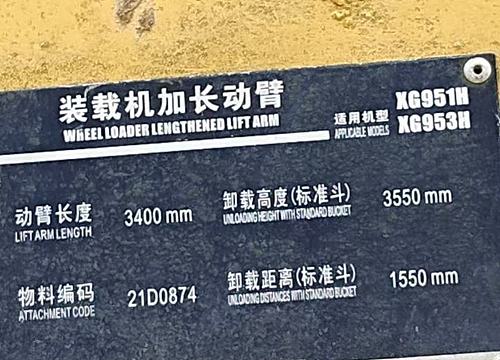 装载机加长动臂
WHEEL LOADER LENGTHENED LIFT ARM
适用机型 XG951H
APPLICABLE MODELS XG953H
动臂长度 3400 mm 卸载高度(标准斗) 3550 mm
LIFT ARM LENGTH UNLOADING HEIGHT WITH STANDARD BUCKET
物料编码 21D0874 卸载距离(标准斗) 1550 mm
ATTACHMENT CODE UNLOADING DISTANCES WITH STANDARD BUCKET